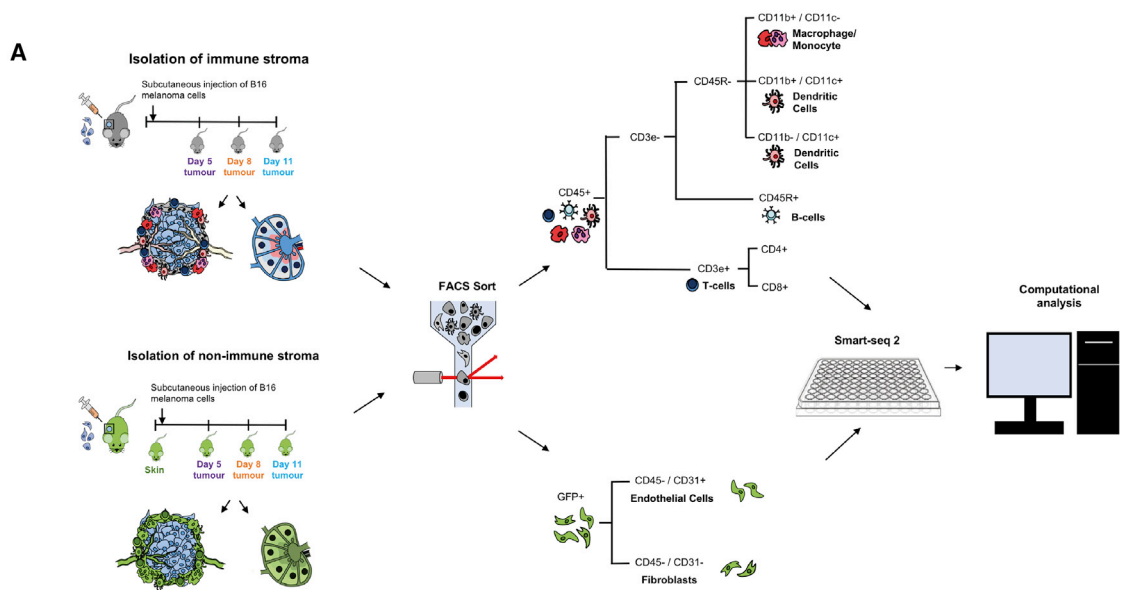 A
Isolation of immune stroma
Subcutaneous injection of B16
melanoma cells
Day 5
tumour
Day 8
tumour
Day 11
tumour
Isolation of non-immune stroma
Subcutaneous injection of B16
melanoma cells
Skin
Day 5
tumour
Day 8
tumour
Day 11
tumour
FACS Sort
CD45+
CD3e-
CD45R-
CD11b+ / CD11c-
Macrophage/
Monocyte
CD11b+ / CD11c+
Dendritic
Cells
CD11b- / CD11c+
Dendritic
Cells
CD45R+
B-cells
CD3e+
T-cells
CD4+
CD8+
GFP+
CD45- / CD31+
Endothelial Cells
CD45- / CD31-
Fibroblasts
Smart-seq 2
Computational
analysis